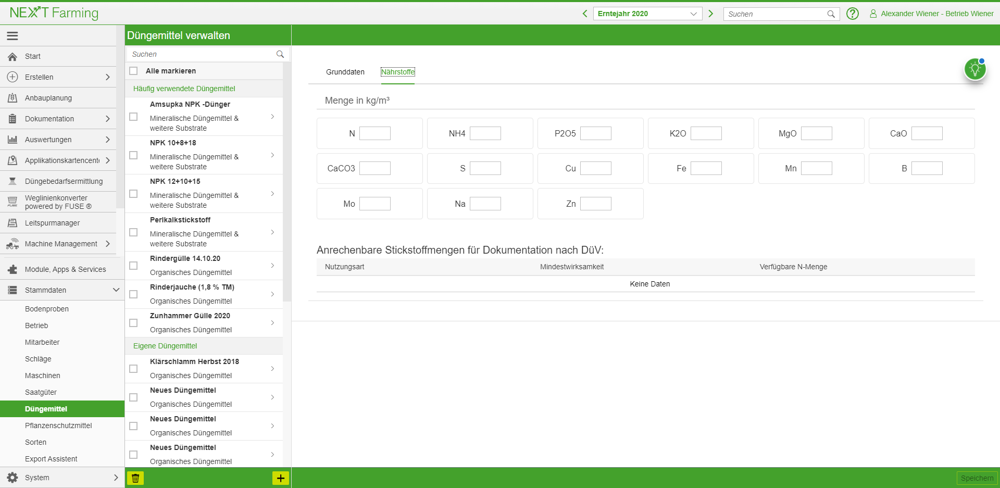 NEXT Farming
Erntejahr 2020
Suchen
Alexander Wiener - Betrieb Wiener
Start
Erstellen
Anbauplanung
Dokumentation
Auswertungen
Applikationskartencente
Düngebedarfsermittlung
Weglinienkonverter
powered by FUSE ®
Leitspurmanager
Machine Management
Module, Apps & Services
Stammdaten
Bodenproben
Betrieb
Mitarbeiter
Schläge
Maschinen
Saatgüter
Düngemittel
Pflanzenschutzmittel
Sorten
Export Assistent
System
Düngemittel verwalten
Suchen
Alle markieren
Häufig verwendete Düngemittel
Amsupka NPK -Dünger
Mineralische Düngemittel &
weitere Substrate
NPK 10+8+18
Mineralische Düngemittel &
weitere Substrate
NPK 12+10+15
Mineralische Düngemittel &
weitere Substrate
Perlkalkstickstoff
Mineralische Düngemittel &
weitere Substrate
Rindergülle 14.10.20
Organisches Düngemittel
Rinderjauche (1,8 % TM)
Organisches Düngemittel
Zunhammer Gülle 2020
Organisches Düngemittel
Eigene Düngemittel
Klärschlamm Herbst 2018
Organisches Düngemittel
Neues Düngemittel
Organisches Düngemittel
Neues Düngemittel
Organisches Düngemittel
Neues Düngemittel
Organisches Düngemittel
Grunddaten Nährstoffe
Menge in kg/m³
N NH4 P2O5 K2O MgO CaO
CaCO3 S Cu Fe Mn B
Mo Na Zn
Anrechenbare Stickstoffmengen für Dokumentation nach DüV:
Nutzungsart Mindestwirksamkeit Verfügbare N-Menge
Keine Daten
Speichern